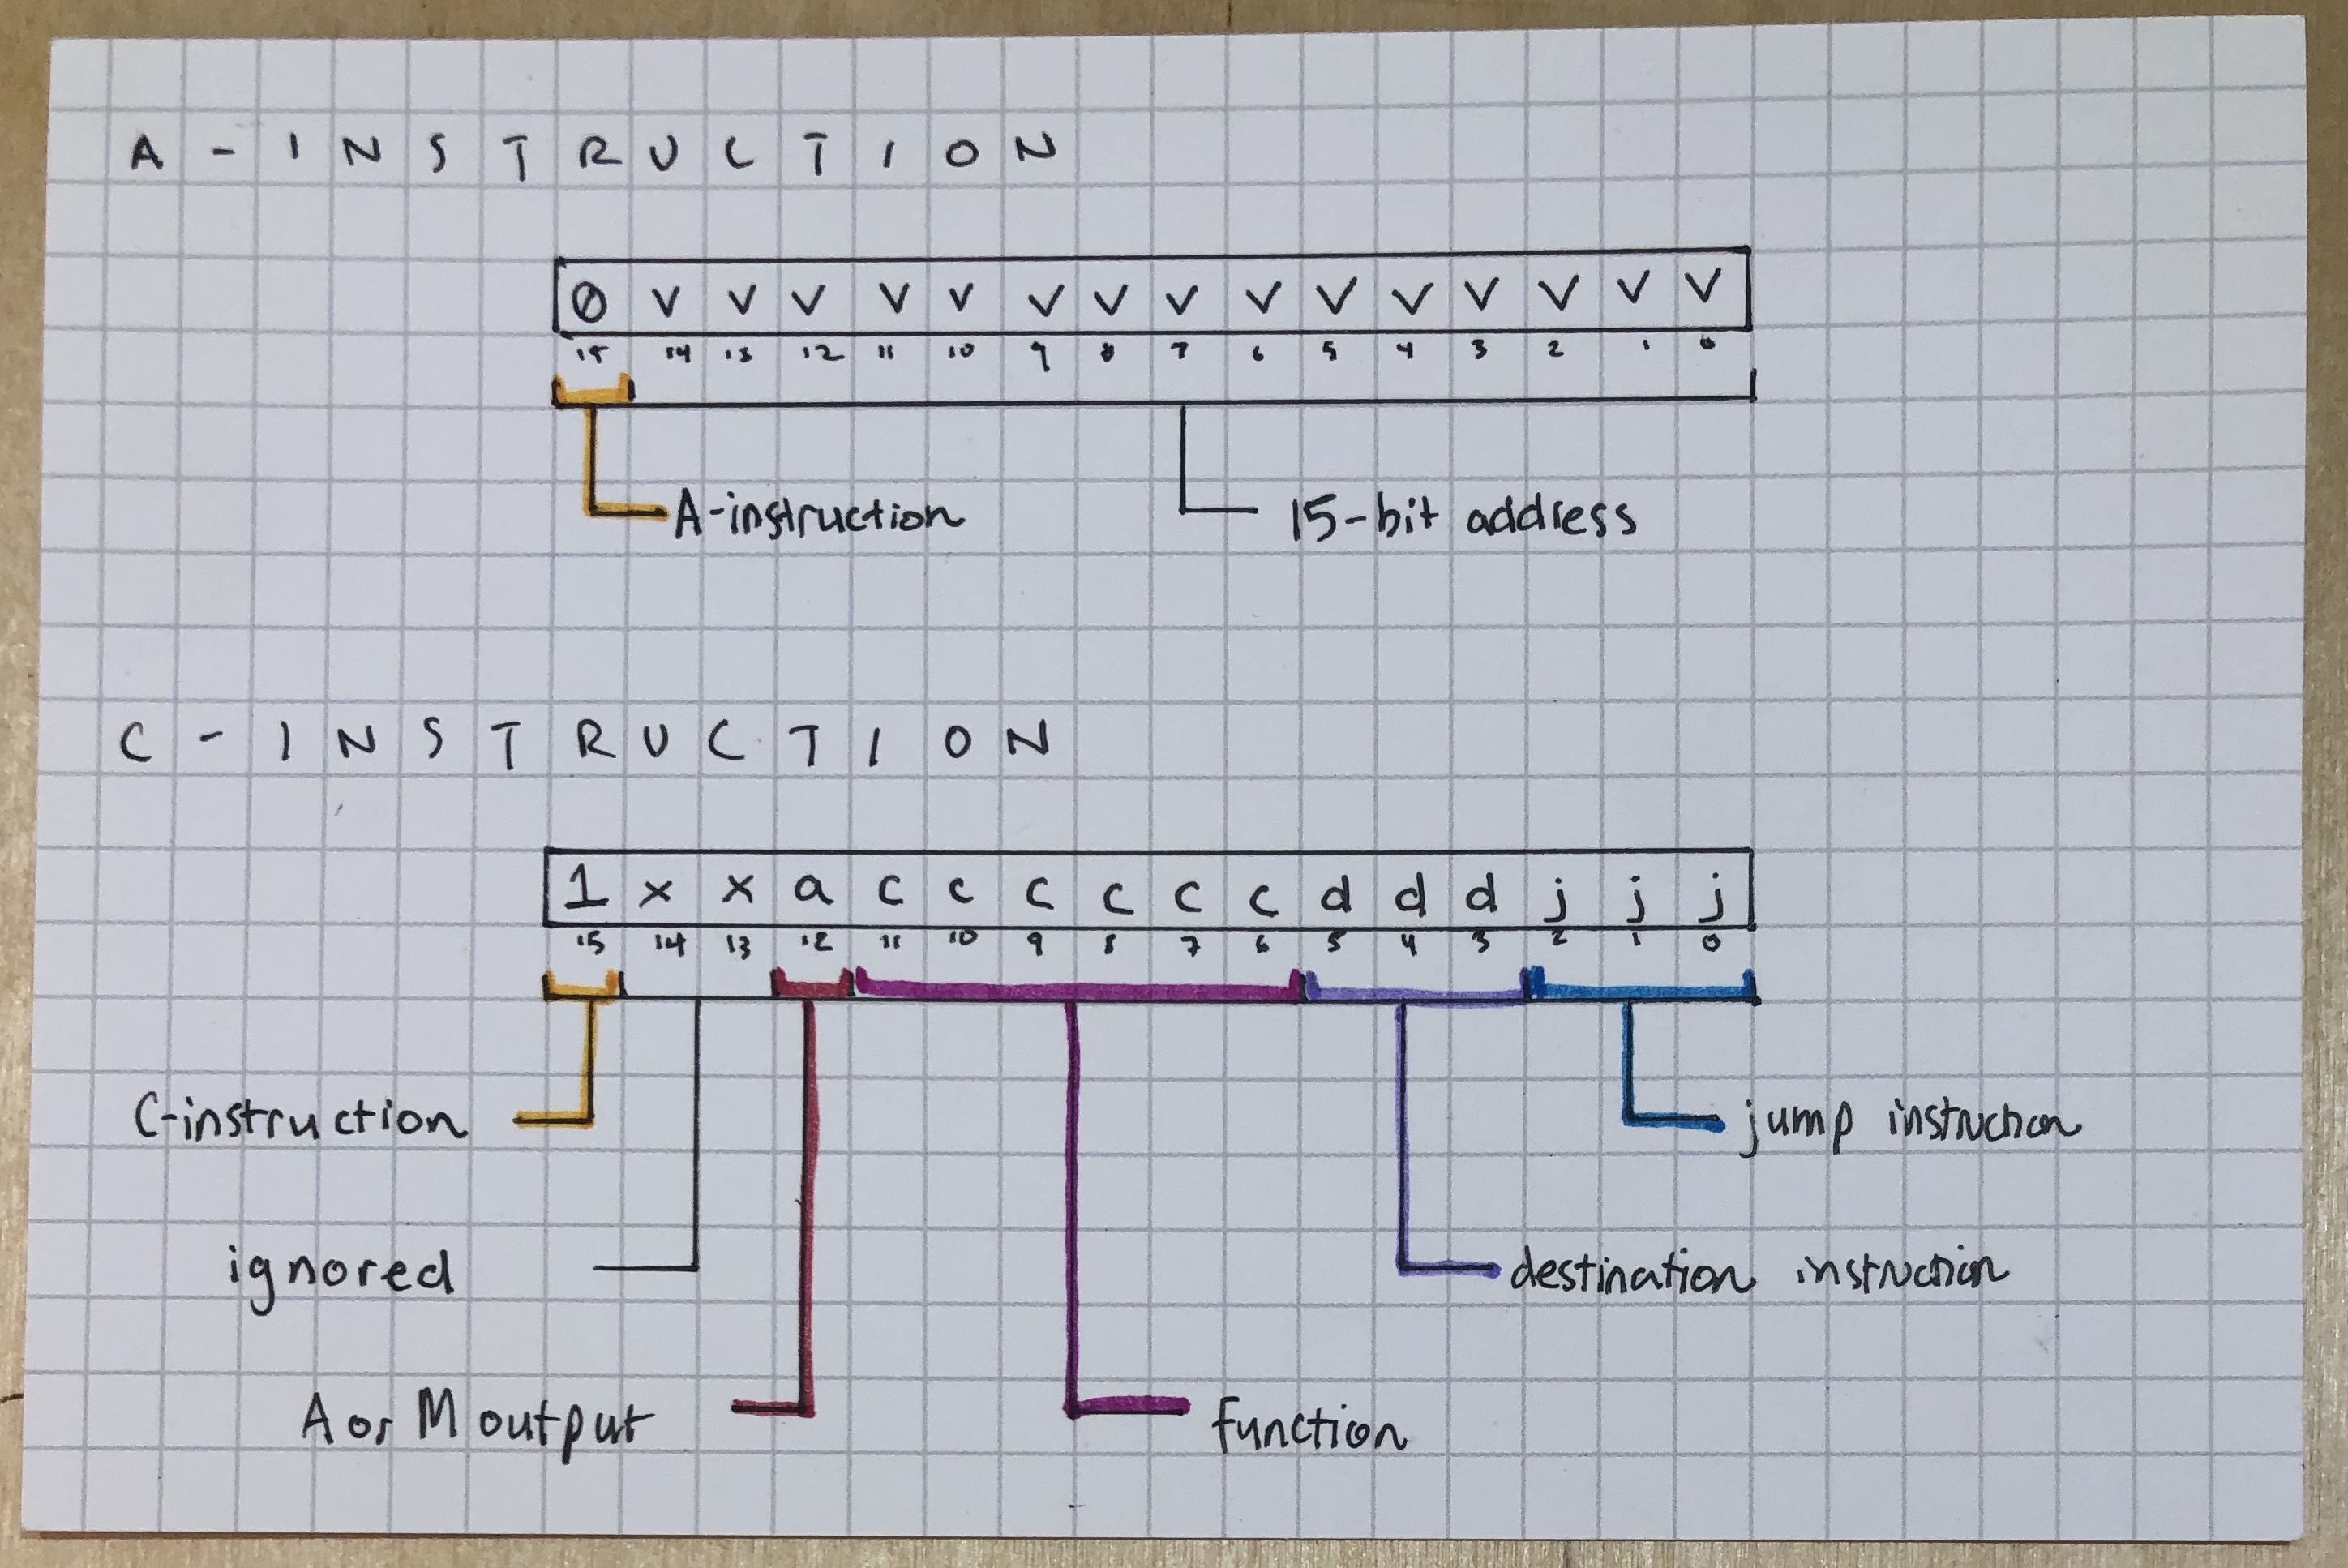 A-INSTRUCTION
0 v v v v v v v v v v v v v v v
15 14 13 12 11 10 9 8 7 6 5 4 3 2 1 0
A-instruction 15-bit address
C-INSTRUCTION
1 x x a c c c c c c d d d j j j
15 14 13 12 11 10 9 8 7 6 5 4 3 2 1 0
C-instruction jump instruction
ignored destination instruction
A or M output function